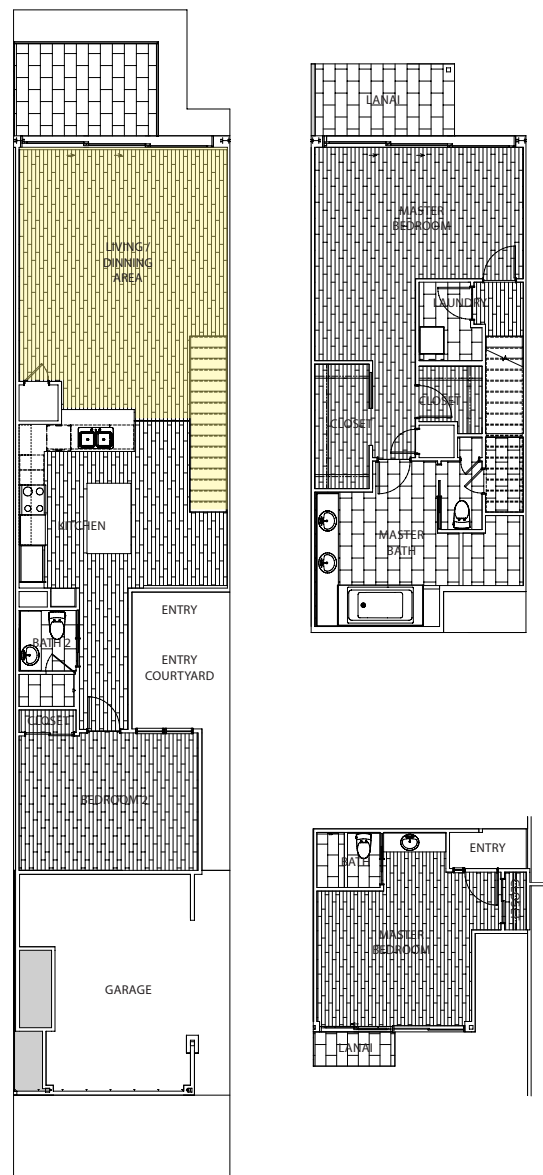 LIVING /
DINNING
AREA
KITCHEN
ENTRY
ENTRY
COURTYARD
BATH 2
CLOSET
BEDROOM 2
GARAGE
LANAI
MASTER
BEDROOM
LAUNDRY
CLOSET
CLOSET
MASTER
BATH
BATH
ENTRY
CLOSET
MASTER
BEDROOM
LANAI